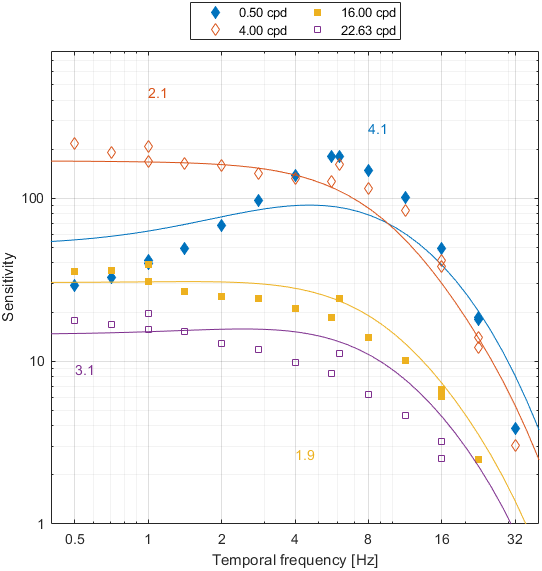 0.50 cpd 16.00 cpd
4.00 cpd 22.63 cpd
2.1
4.1
100
Sensitivity
10
3.1
1.9
1
0.5 1 2 4 8 16 32
Temporal frequency [Hz]